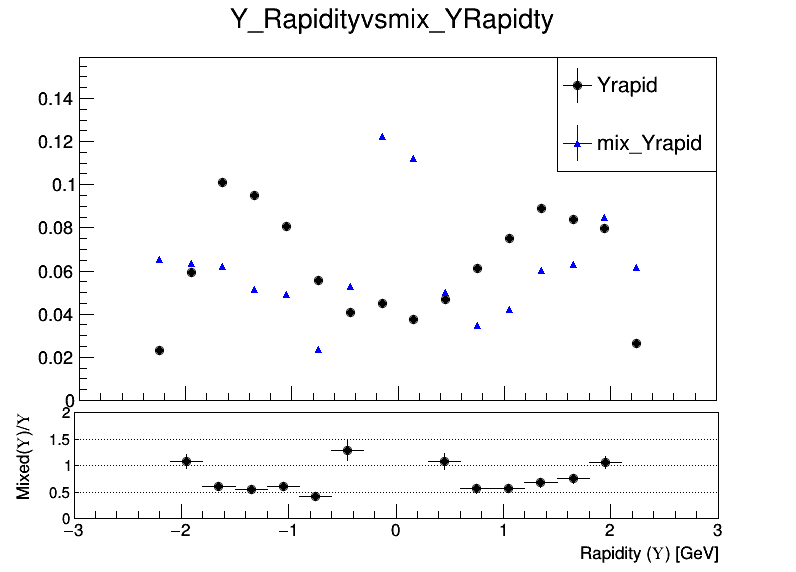 Y_Rapidityvsmix_YRapidty
0.14
0.12
0.1
0.08
0.06
0.04
0.02
0
Yrapid
mix_Yrapid
Mixed(Y)/Y
2
1.5
1
0.5
0
−3 −2 −1 0 1 2 3
Rapidity (Υ) [GeV]